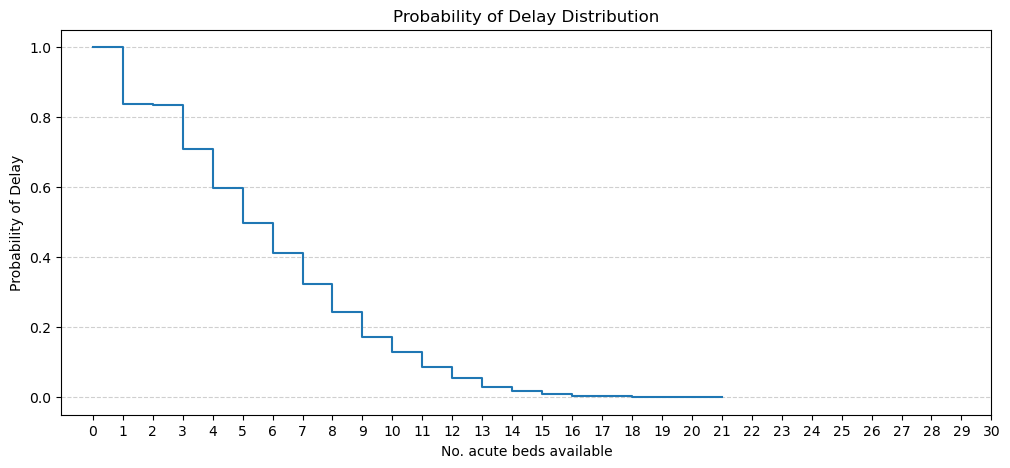 Probability of Delay Distribution
Probability of Delay
1.0
0.8
0.6
0.4
0.2
0.0
0 1 2 3 4 5 6 7 8 9 10 11 12 13 14 15 16 17 18 19 20 21 22 23 24 25 26 27 28 29 30
No. acute beds available